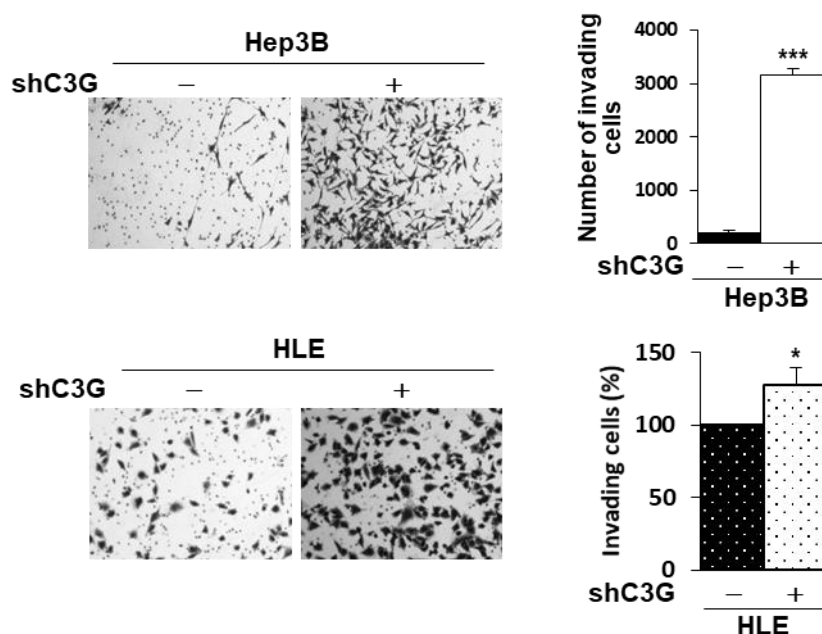 Hep3B
shC3G − +
4000
3000
2000
1000
0
Number of invading
cells
***
shC3G − +
Hep3B
HLE
shC3G − +
150
100
50
0
Invading cells (%)
*
shC3G − +
HLE